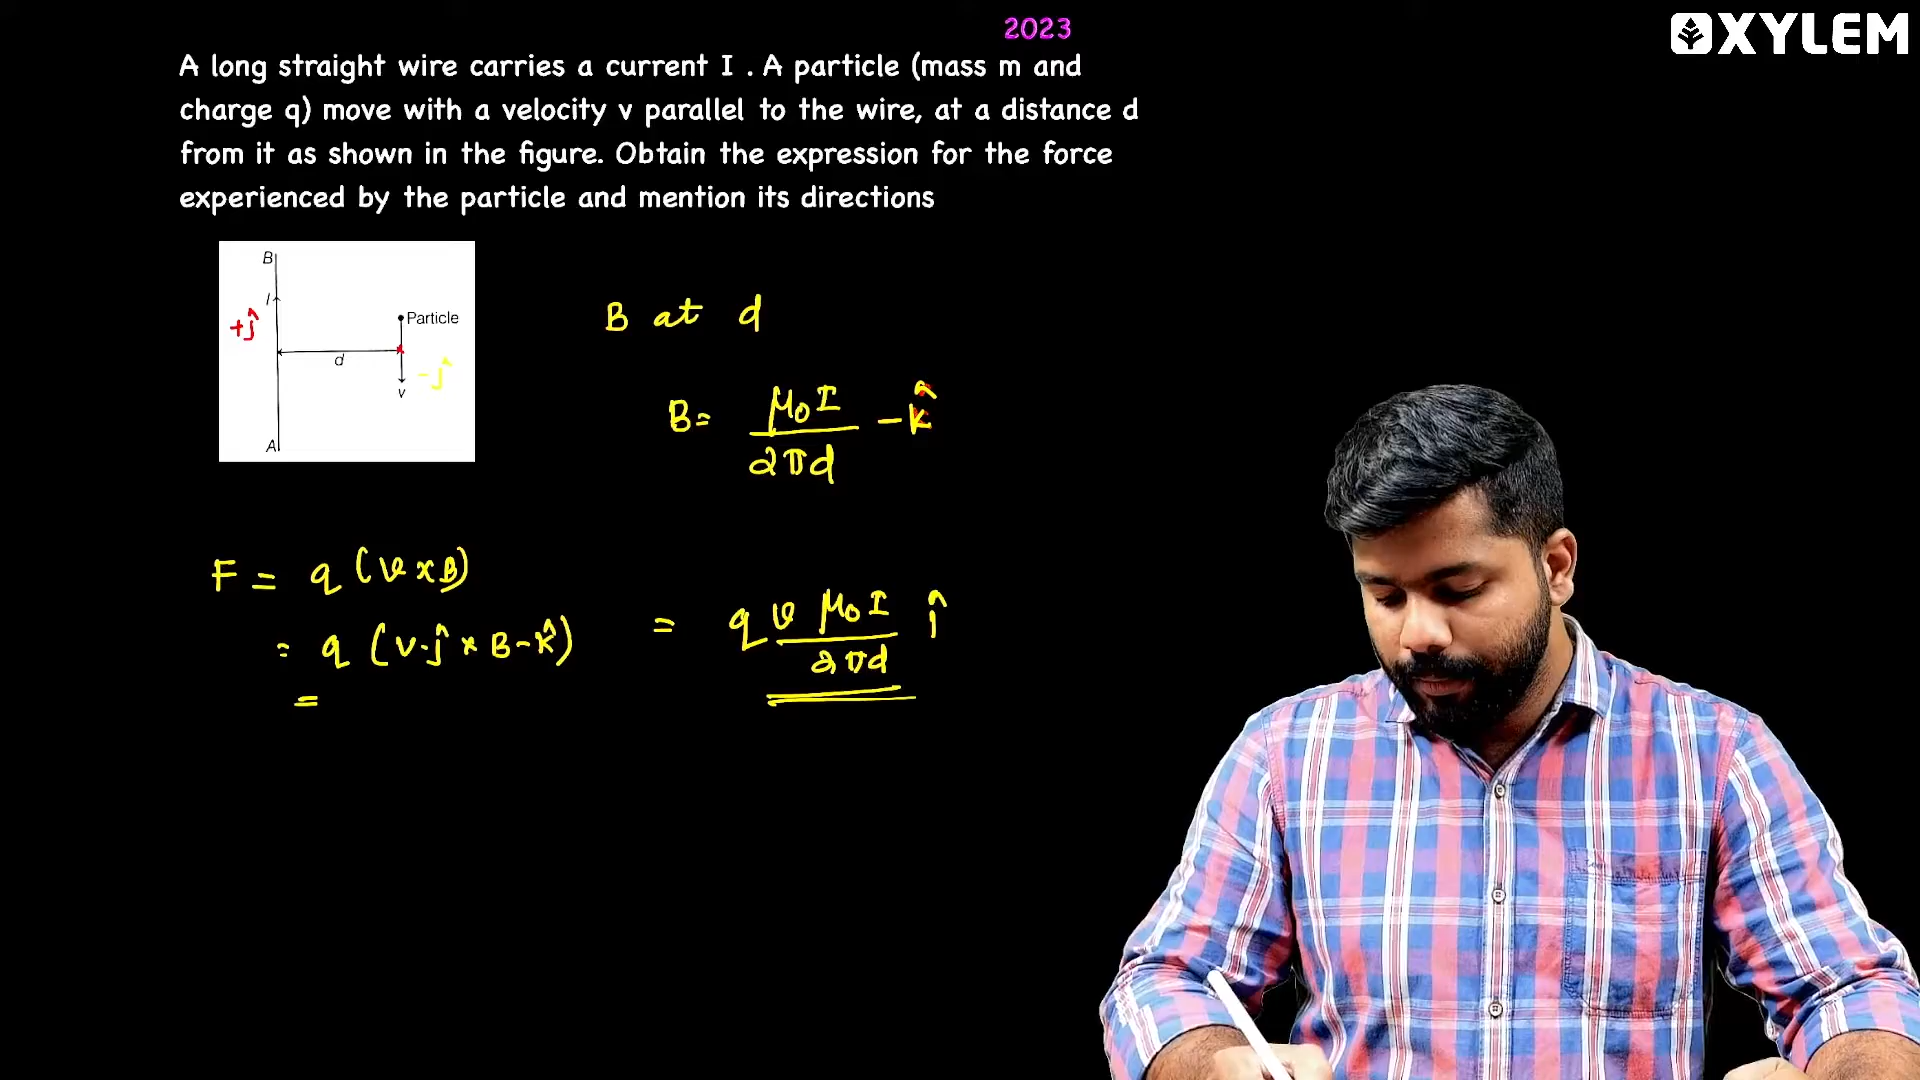 2023
XYLEM
A long straight wire carries a current I . A particle (mass m and
charge q) move with a velocity v parallel to the wire, at a distance d
from it as shown in the figure. Obtain the expression for the force
experienced by the particle and mention its directions
B
I
+ĵ
Particle
d
-ĵ
v
A
B at d
B= μ₀I / 2πd -k̂
F = q (v×B)
= q (v-ĵ × B-k̂)
=
= q v μ₀I / 2πd î